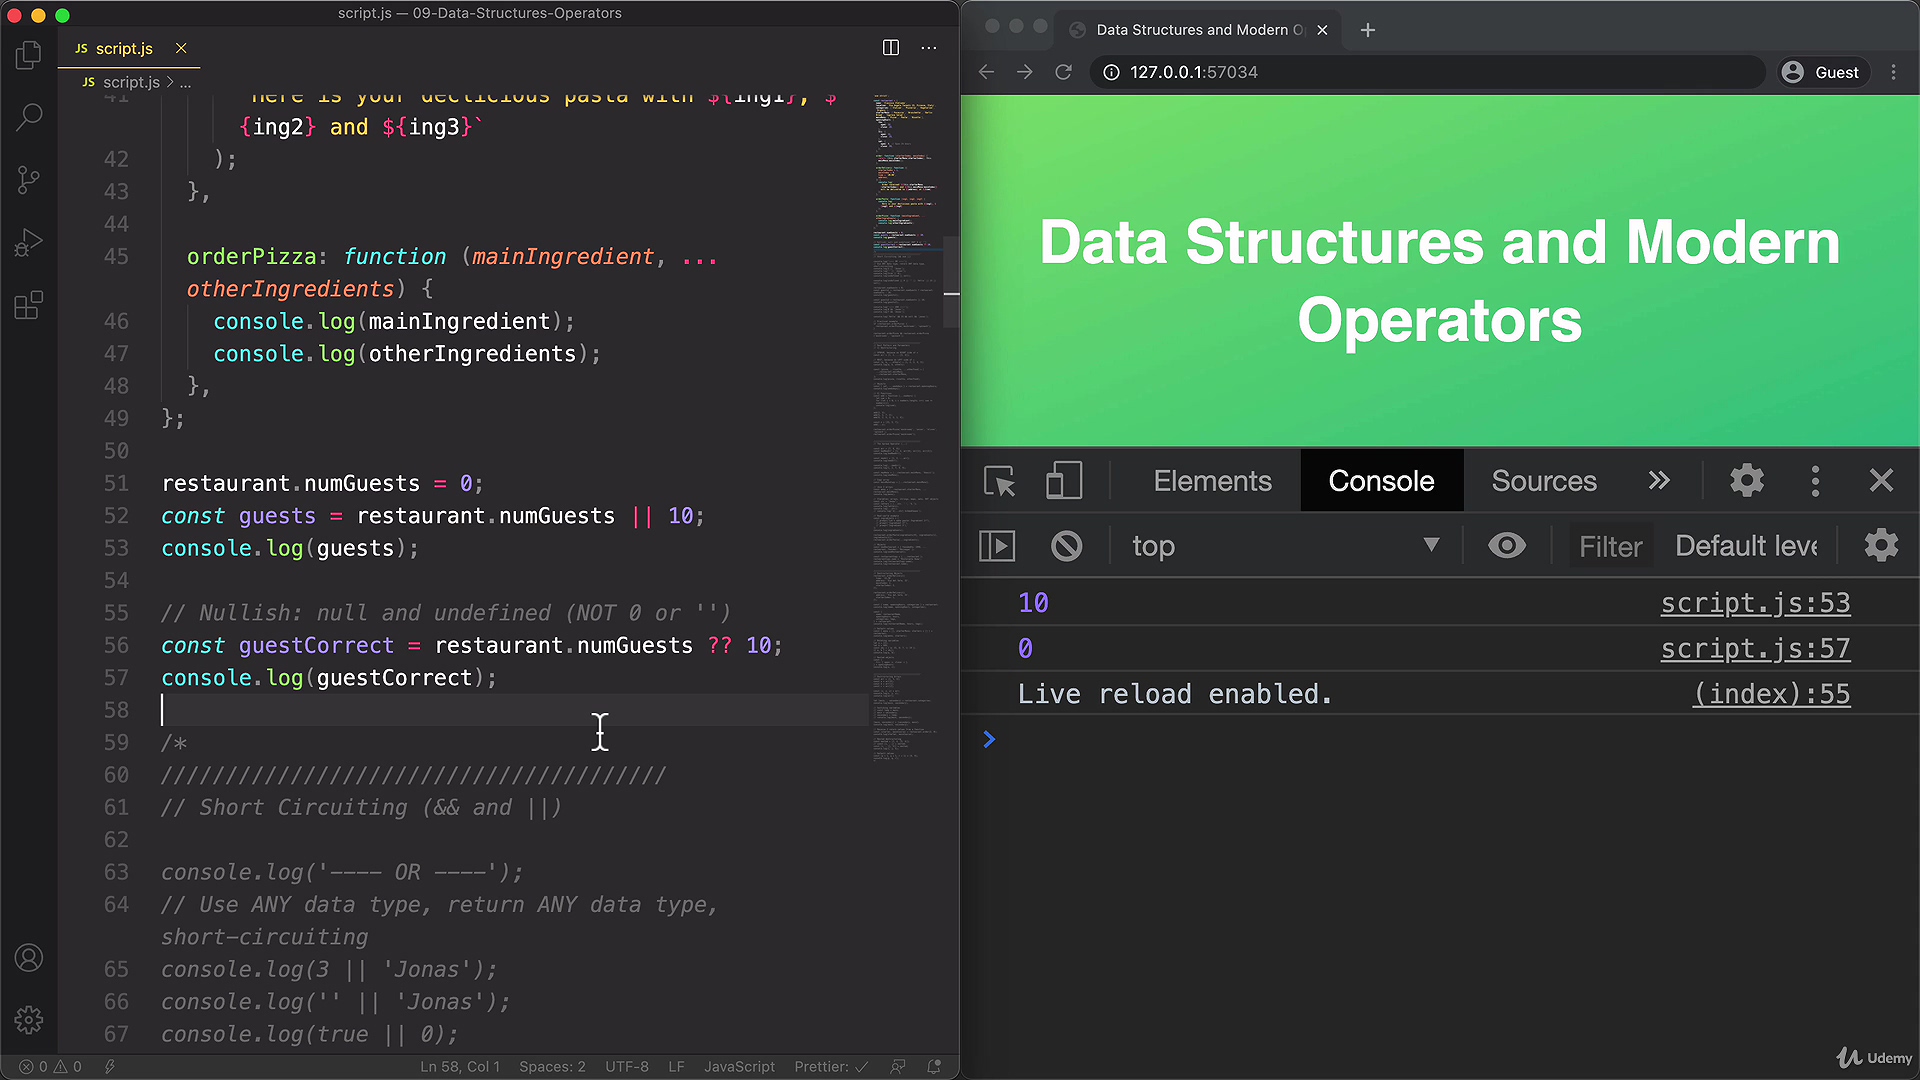 script.js — 09-Data-Structures-Operators
JS script.js
JS script.js > ...
41 `Here is your declicious pasta with ${ing1}, $
{ing2} and ${ing3}`
42 );
43 },
44
45 orderPizza: function (mainIngredient, ...
otherIngredients) {
46 console.log(mainIngredient);
47 console.log(otherIngredients);
48 },
49 };
50
51 restaurant.numGuests = 0;
52 const guests = restaurant.numGuests || 10;
53 console.log(guests);
54
55 // Nullish: null and undefined (NOT 0 or '')
56 const guestCorrect = restaurant.numGuests ?? 10;
57 console.log(guestCorrect);
58
59 /*
60 ///////////////////////////////////////
61 // Short Circuiting (&& and ||)
62
63 console.log('---- OR ----');
64 // Use ANY data type, return ANY data type,
short-circuiting
65 console.log(3 || 'Jonas');
66 console.log('' || 'Jonas');
67 console.log(true || 0);
0 0
Ln 58, Col 1 Spaces: 2 UTF-8 LF JavaScript Prettier: ✓
Data Structures and Modern O
127.0.0.1:57034
Guest
Data Structures and Modern
Operators
Elements Console Sources
top Filter Default leve
10 script.js:53
0 script.js:57
Live reload enabled. (index):55
Udemy